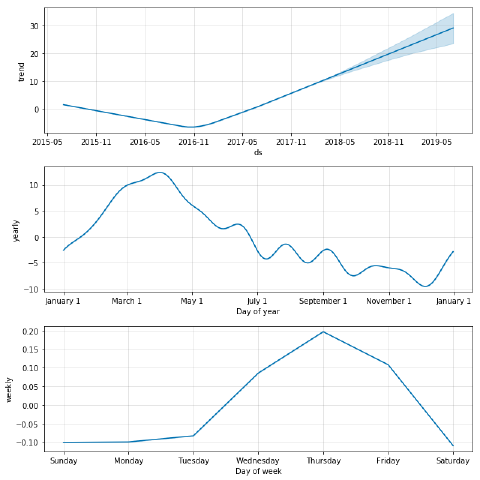 30
20
10
0
trend
2015-05 2015-11 2016-05 2016-11 2017-05 2017-11 2018-05 2018-11 2019-05
ds
10
5
0
−5
−10
yearly
January 1 March 1 May 1 July 1 September 1 November 1 January 1
Day of year
0.20
0.15
0.10
0.05
0.00
−0.05
−0.10
weekly
Sunday Monday Tuesday Wednesday Thursday Friday Saturday
Day of week